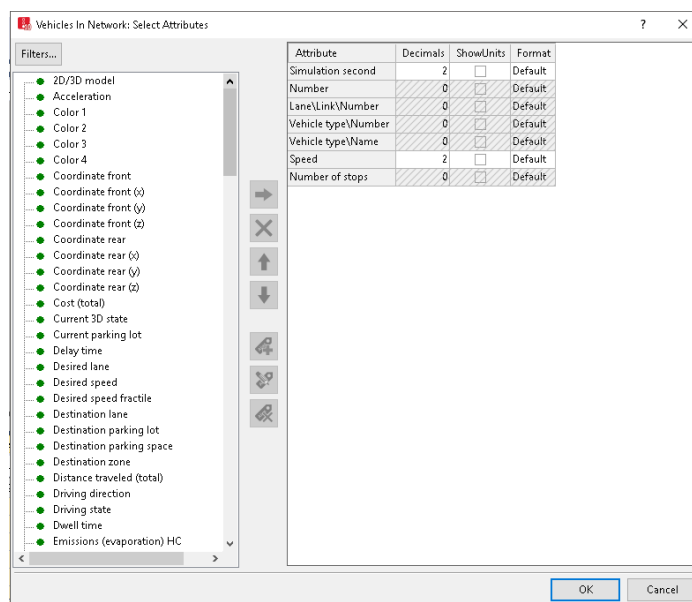 Vehicles In Network: Select Attributes
Filters...
2D/3D model
Acceleration
Color 1
Color 2
Color 3
Color 4
Coordinate front
Coordinate front (x)
Coordinate front (y)
Coordinate front (z)
Coordinate rear
Coordinate rear (x)
Coordinate rear (y)
Coordinate rear (z)
Cost (total)
Current 3D state
Current parking lot
Delay time
Desired lane
Desired speed
Desired speed fractile
Destination lane
Destination parking lot
Destination parking space
Destination zone
Distance traveled (total)
Driving direction
Driving state
Dwell time
Emissions (evaporation) HC
Attribute Decimals ShowUnits Format
Simulation second 2 Default
Number 0 Default
Lane\Link\Number 0 Default
Vehicle type\Number 0 Default
Vehicle type\Name 0 Default
Speed 2 Default
Number of stops 0 Default
OK Cancel